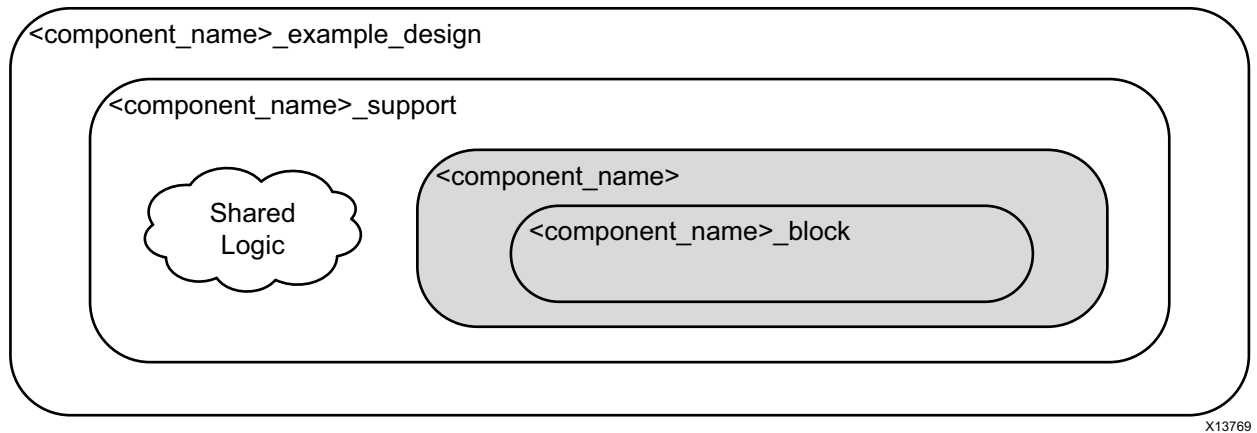 <component_name>_example_design
<component_name>_support
<component_name>
Shared
Logic
<component_name>_block
X13769